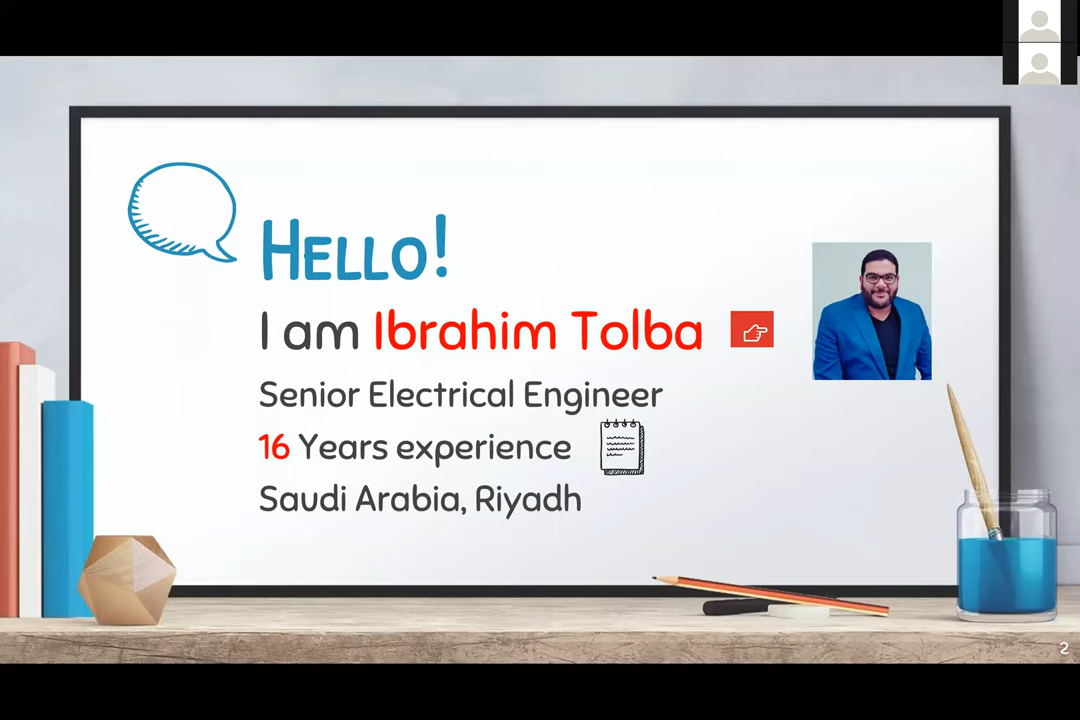 Hello!
I am Ibrahim Tolba
Senior Electrical Engineer
16 Years experience
Saudi Arabia, Riyadh
2